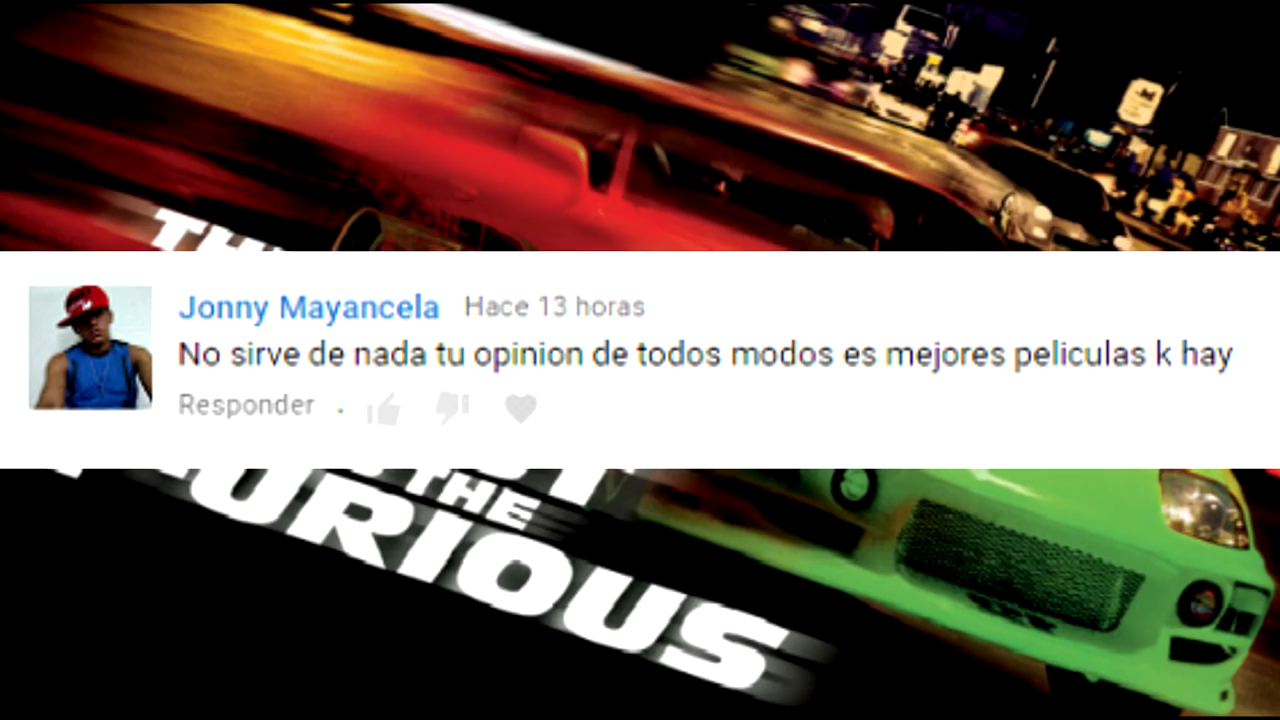 TH
Jonny Mayancela Hace 13 horas
No sirve de nada tu opinion de todos modos es mejores peliculas k hay
Responder .
THE
FURIOUS